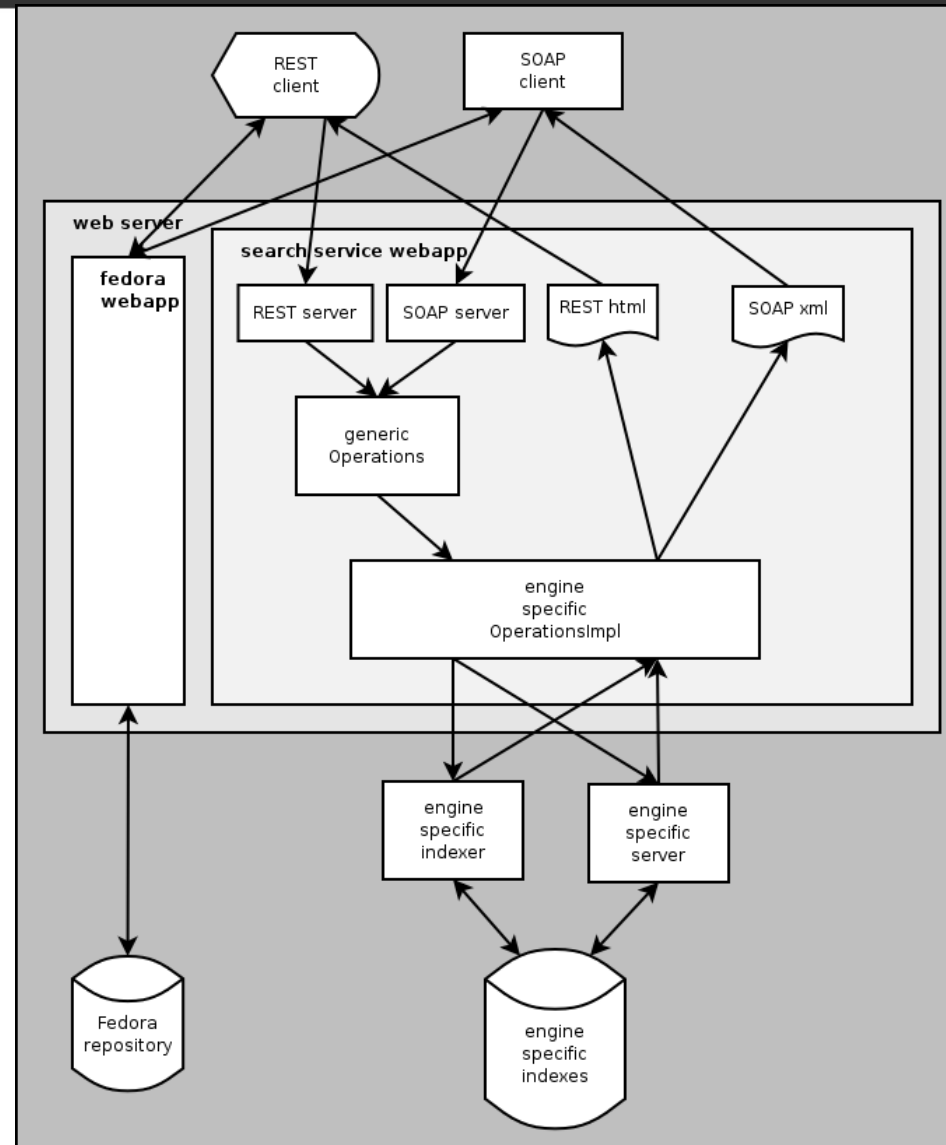 REST
client
SOAP
client
web server
fedora
webapp
search service webapp
REST server
SOAP server
REST html
SOAP xml
generic
Operations
engine
specific
OperationsImpl
engine
specific
indexer
engine
specific
server
Fedora
repository
engine
specific
indexes